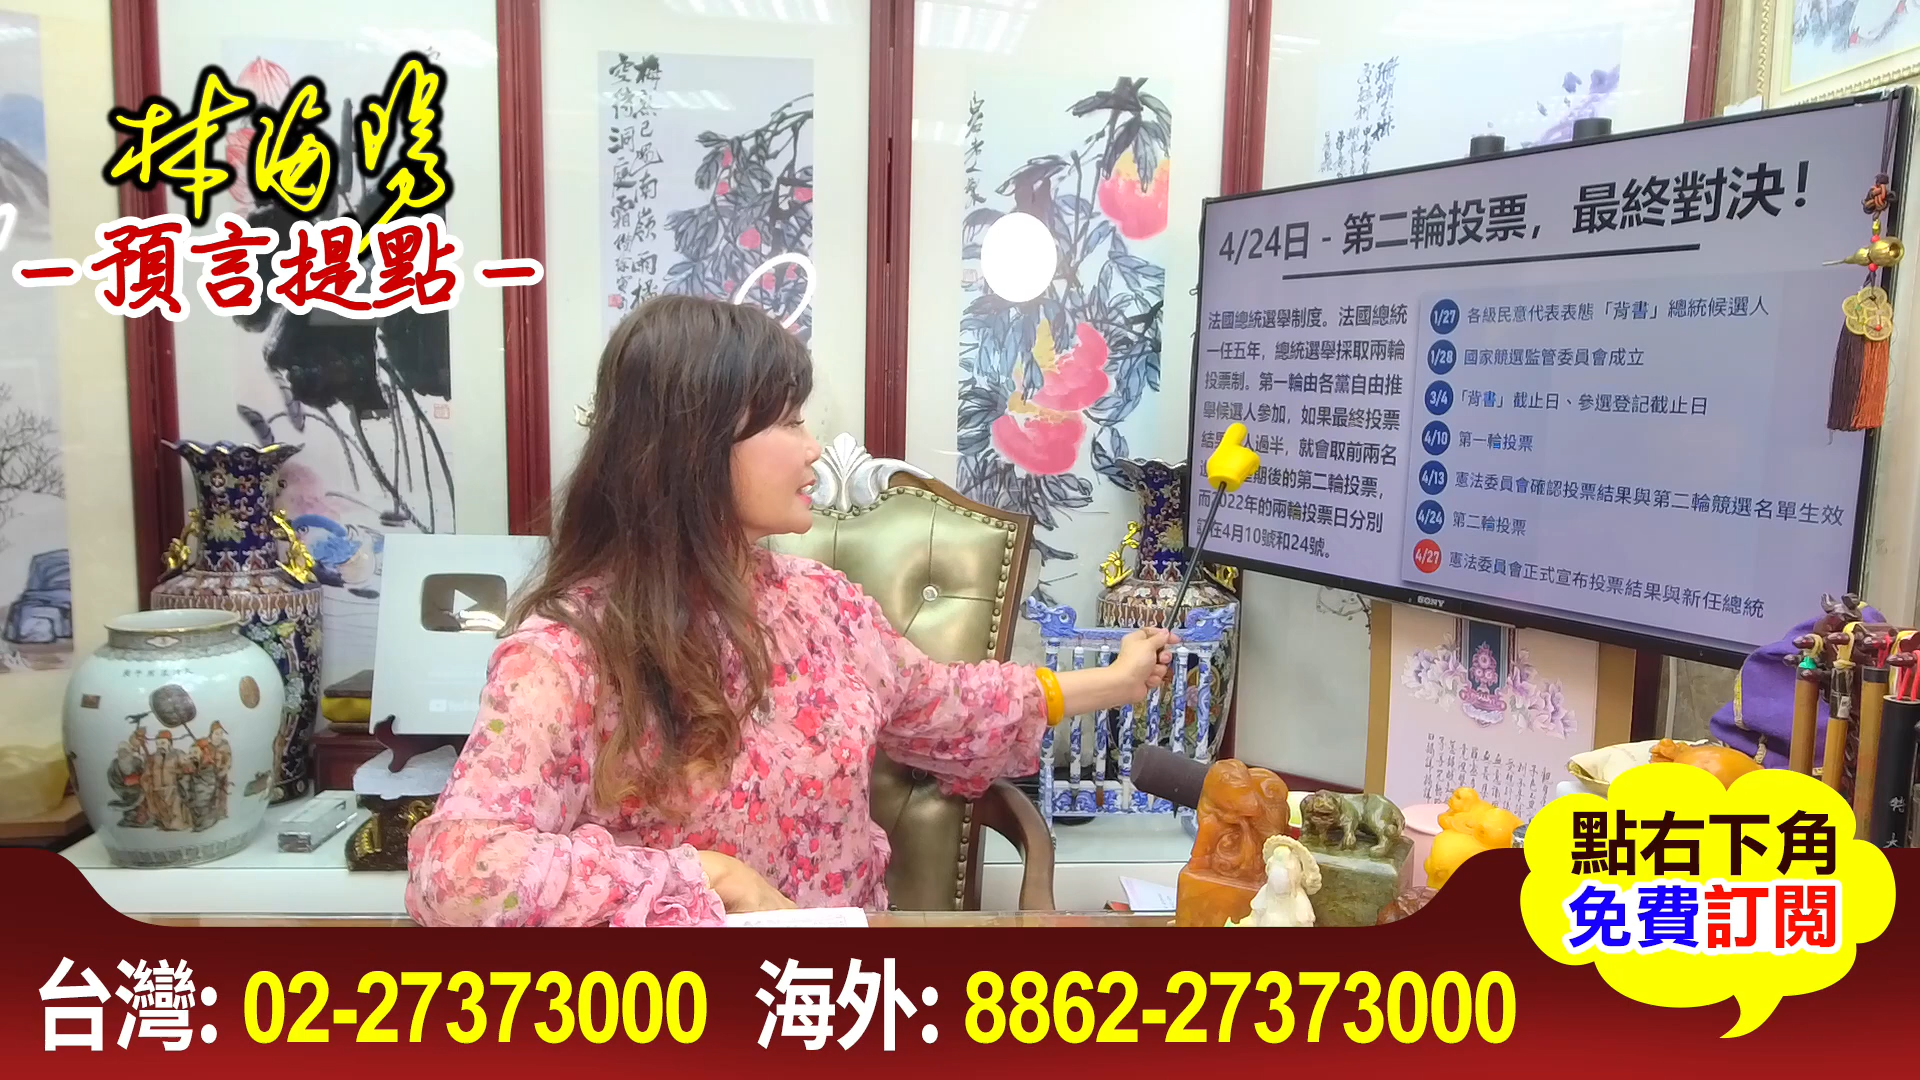 林海陽
－預言提點－
梅熟已過南嶺雨
4/24日 - 第二輪投票，最終對決！
法國總統選舉制度。法國總統
一任五年，總統選舉採取兩輪
投票制。第一輪由各黨自由推
舉候選人參加，如果最終投票
結果 人過半，就會取前兩名
期後的第二輪投票，
而2022年的兩輪投票日分別
在4月10號和24號。
1/27 各級民意代表表態「背書」總統候選人
1/28 國家競選監管委員會成立
3/4 「背書」截止日、參選登記截止日
4/10 第一輪投票
4/13 憲法委員會確認投票結果與第二輪競選名單生效
4/24 第二輪投票
4/27 憲法委員會正式宣布投票結果與新任總統
SONY
點右下角
免費訂閱
台灣: 02-27373000 海外: 8862-27373000